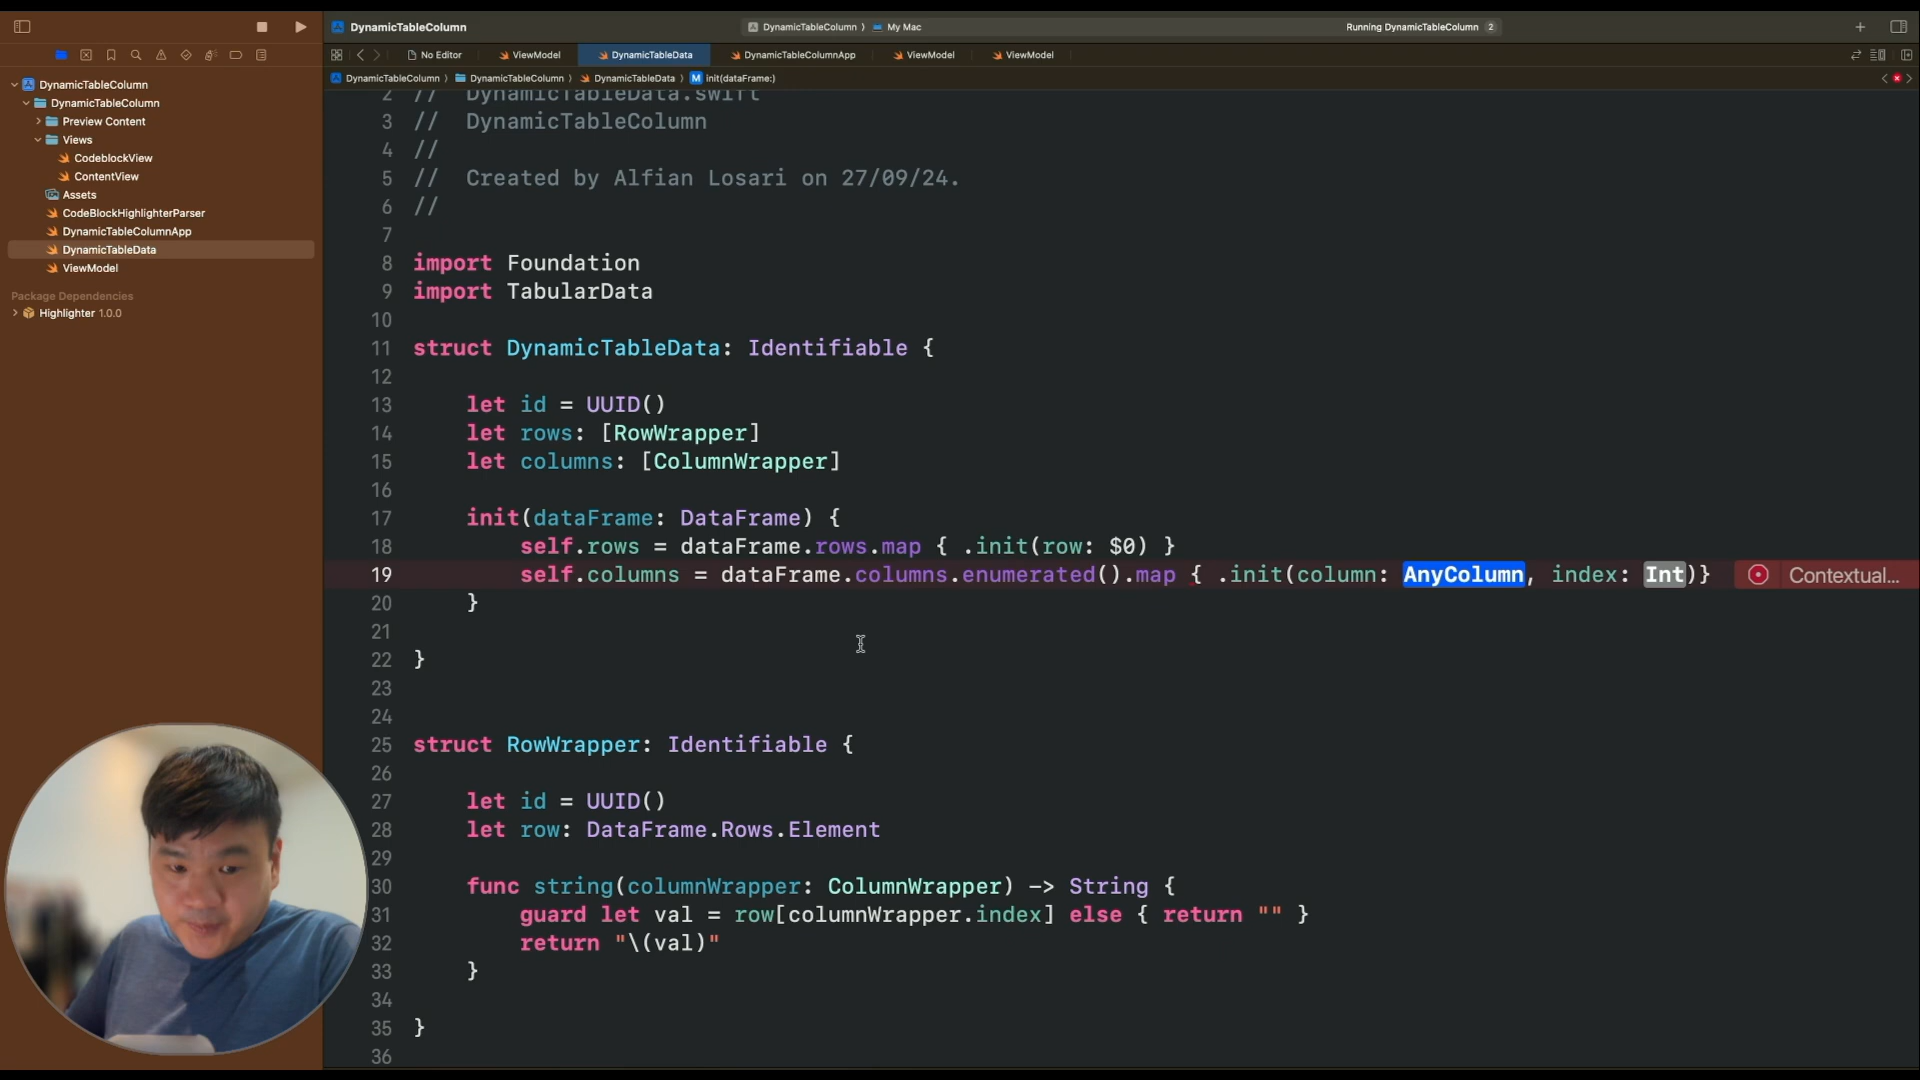 DynamicTableColumn
DynamicTableColumn 〉 My Mac
Running DynamicTableColumn 2
No Editor
ViewModel
DynamicTableData
DynamicTableColumnApp
ViewModel
ViewModel
DynamicTableColumn 〉 DynamicTableColumn 〉 DynamicTableData 〉 M init(dataFrame:)
DynamicTableColumn
DynamicTableColumn
Preview Content
Views
CodeblockView
ContentView
Assets
CodeBlockHighlighterParser
DynamicTableColumnApp
DynamicTableData
ViewModel
Package Dependencies
Highlighter 1.0.0
2 // DynamicTableData.swift
3 // DynamicTableColumn
4 //
5 // Created by Alfian Losari on 27/09/24.
6 //
7
8 import Foundation
9 import TabularData
10
11 struct DynamicTableData: Identifiable {
12
13 let id = UUID()
14 let rows: [RowWrapper]
15 let columns: [ColumnWrapper]
16
17 init(dataFrame: DataFrame) {
18 self.rows = dataFrame.rows.map { .init(row: $0) }
19 self.columns = dataFrame.columns.enumerated().map { .init(column: AnyColumn, index: Int)} Contextual...
20 }
21
22 }
23
24
25 struct RowWrapper: Identifiable {
26
27 let id = UUID()
28 let row: DataFrame.Rows.Element
29
30 func string(columnWrapper: ColumnWrapper) -> String {
31 guard let val = row[columnWrapper.index] else { return "" }
32 return "\(val)"
33 }
34
35 }
36